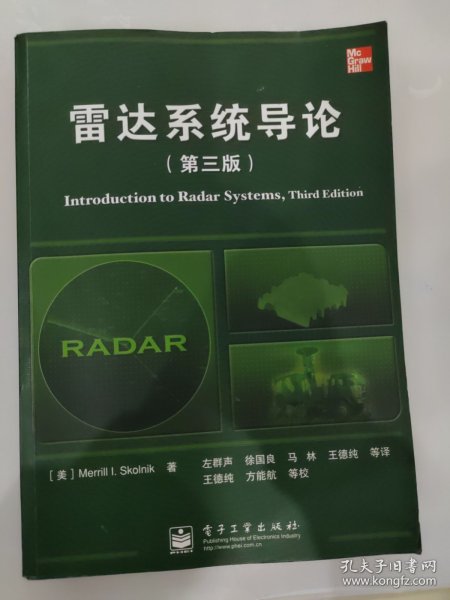 Mc
Graw
Hill
雷达系统导论
（第三版）
Introduction to Radar Systems, Third Edition
RADAR
［美］Merrill I. Skolnik 著
左群声 徐国良 马 林 王德纯 等译
王德纯 方能航 等校
电子工业出版社
Publishing House of Electronics Industry
http://www.phei.com.cn
孔夫子旧书网
www.kongfz.com